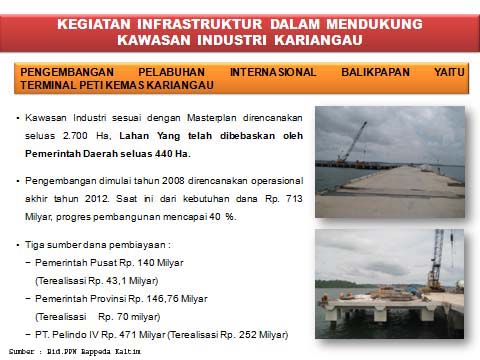 KEGIATAN INFRASTRUKTUR DALAM MENDUKUNG
KAWASAN INDUSTRI KARIANGAU
PENGEMBANGAN PELABUHAN INTERNASIONAL BALIKPAPAN YAITU
TERMINAL PETI KEMAS KARIANGAU
• Kawasan Industri sesuai dengan Masterplan direncanakan
seluas 2.700 Ha, Lahan Yang telah dibebaskan oleh
Pemerintah Daerah seluas 440 Ha.
• Pengembangan dimulai tahun 2008 direncanakan operasional
akhir tahun 2012. Saat ini dari kebutuhan dana Rp. 713
Milyar, progres pembangunan mencapai 40 %.
• Tiga sumber dana pembiayaan :
− Pemerintah Pusat Rp. 140 Milyar
(Terealisasi Rp. 43,1 Milyar)
− Pemerintah Provinsi Rp. 146,76 Milyar
(Terealisasi Rp. 70 milyar)
− PT. Pelindo IV Rp. 471 Milyar (Terealisasi Rp. 252 Milyar)
Sumber : Bid.PPW Bappeda Kaltim